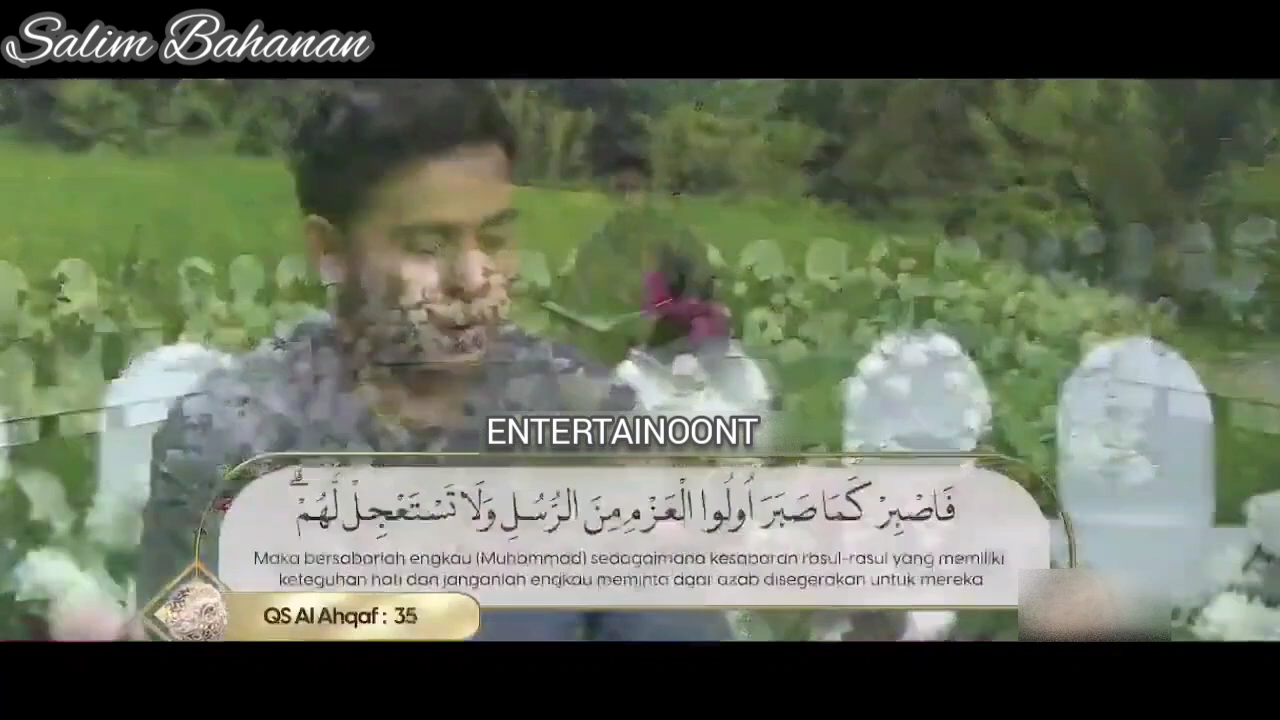 Salim Bahanan
ENTERTAINOONT
فَاصْبِرْ كَمَا صَبَرَ أُولُوا الْعَزْمِ مِنَ الرُّسُلِ وَلَا تَسْتَعْجِلْ لَّهُمْ ۗ
Maka bersabarlah engkau (Muhammad) sebagaimana kesabaran rasul-rasul yang memiliki
keteguhan hati dan janganlah engkau meminta agar azab disegerakan untuk mereka
QS Al Ahqaf : 35